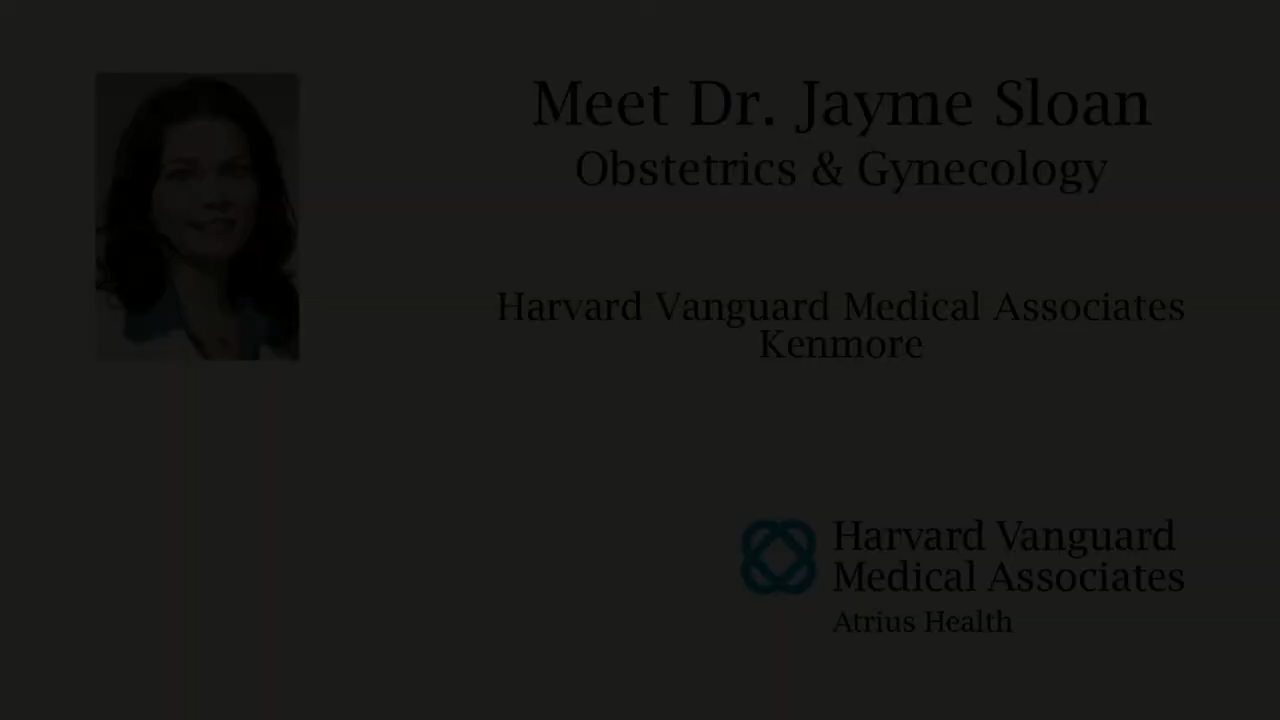 Meet Dr. Jayme Sloan
Obstetrics & Gynecology
Harvard Vanguard Medical Associates
Kenmore
Harvard Vanguard
Medical Associates
Atrius Health